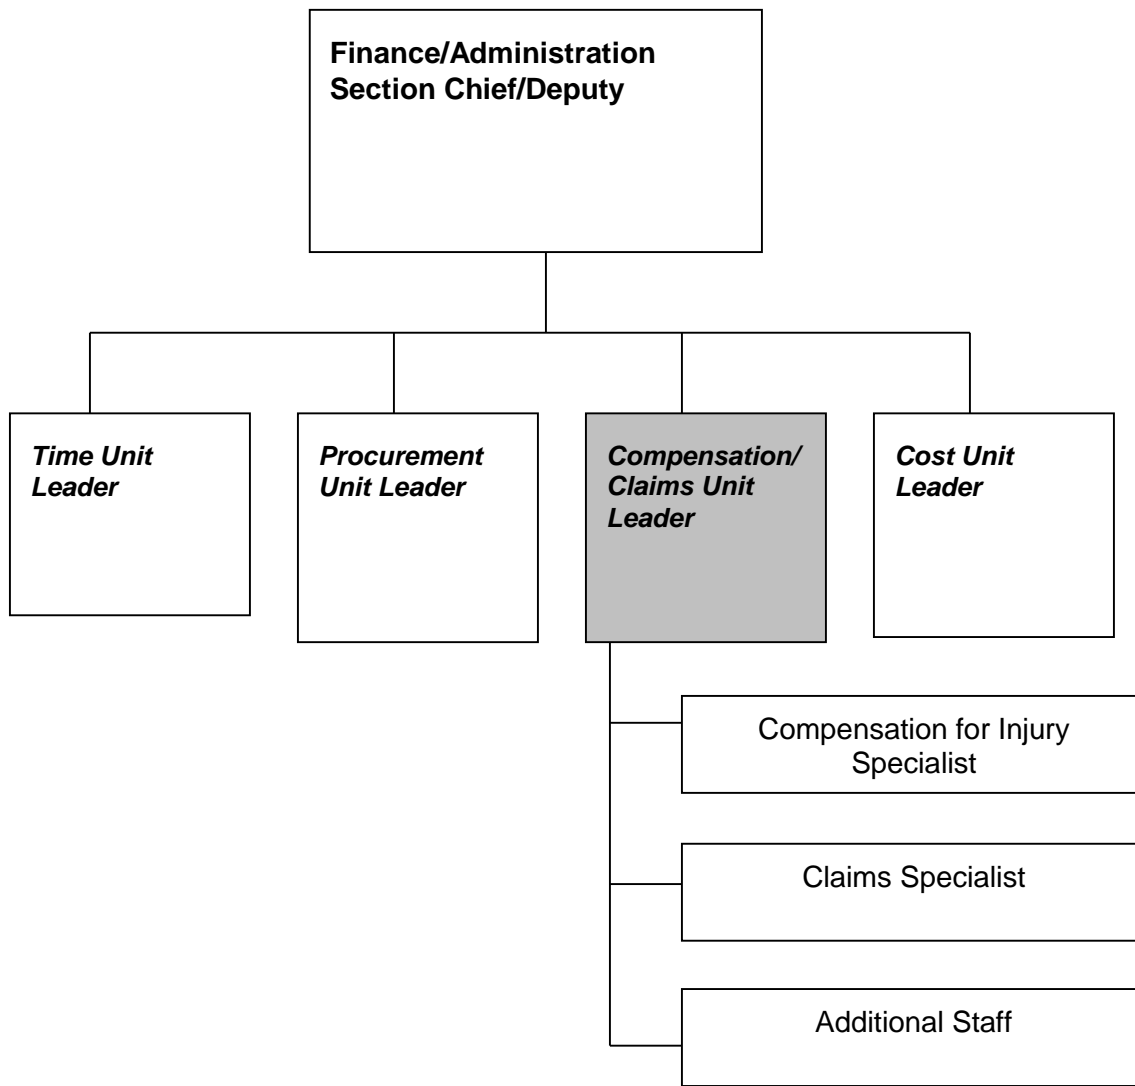 Finance/Administration
Section Chief/Deputy
Time Unit
Leader
Procurement
Unit Leader
Compensation/
Claims Unit
Leader
Cost Unit
Leader
Compensation for Injury
Specialist
Claims Specialist
Additional Staff